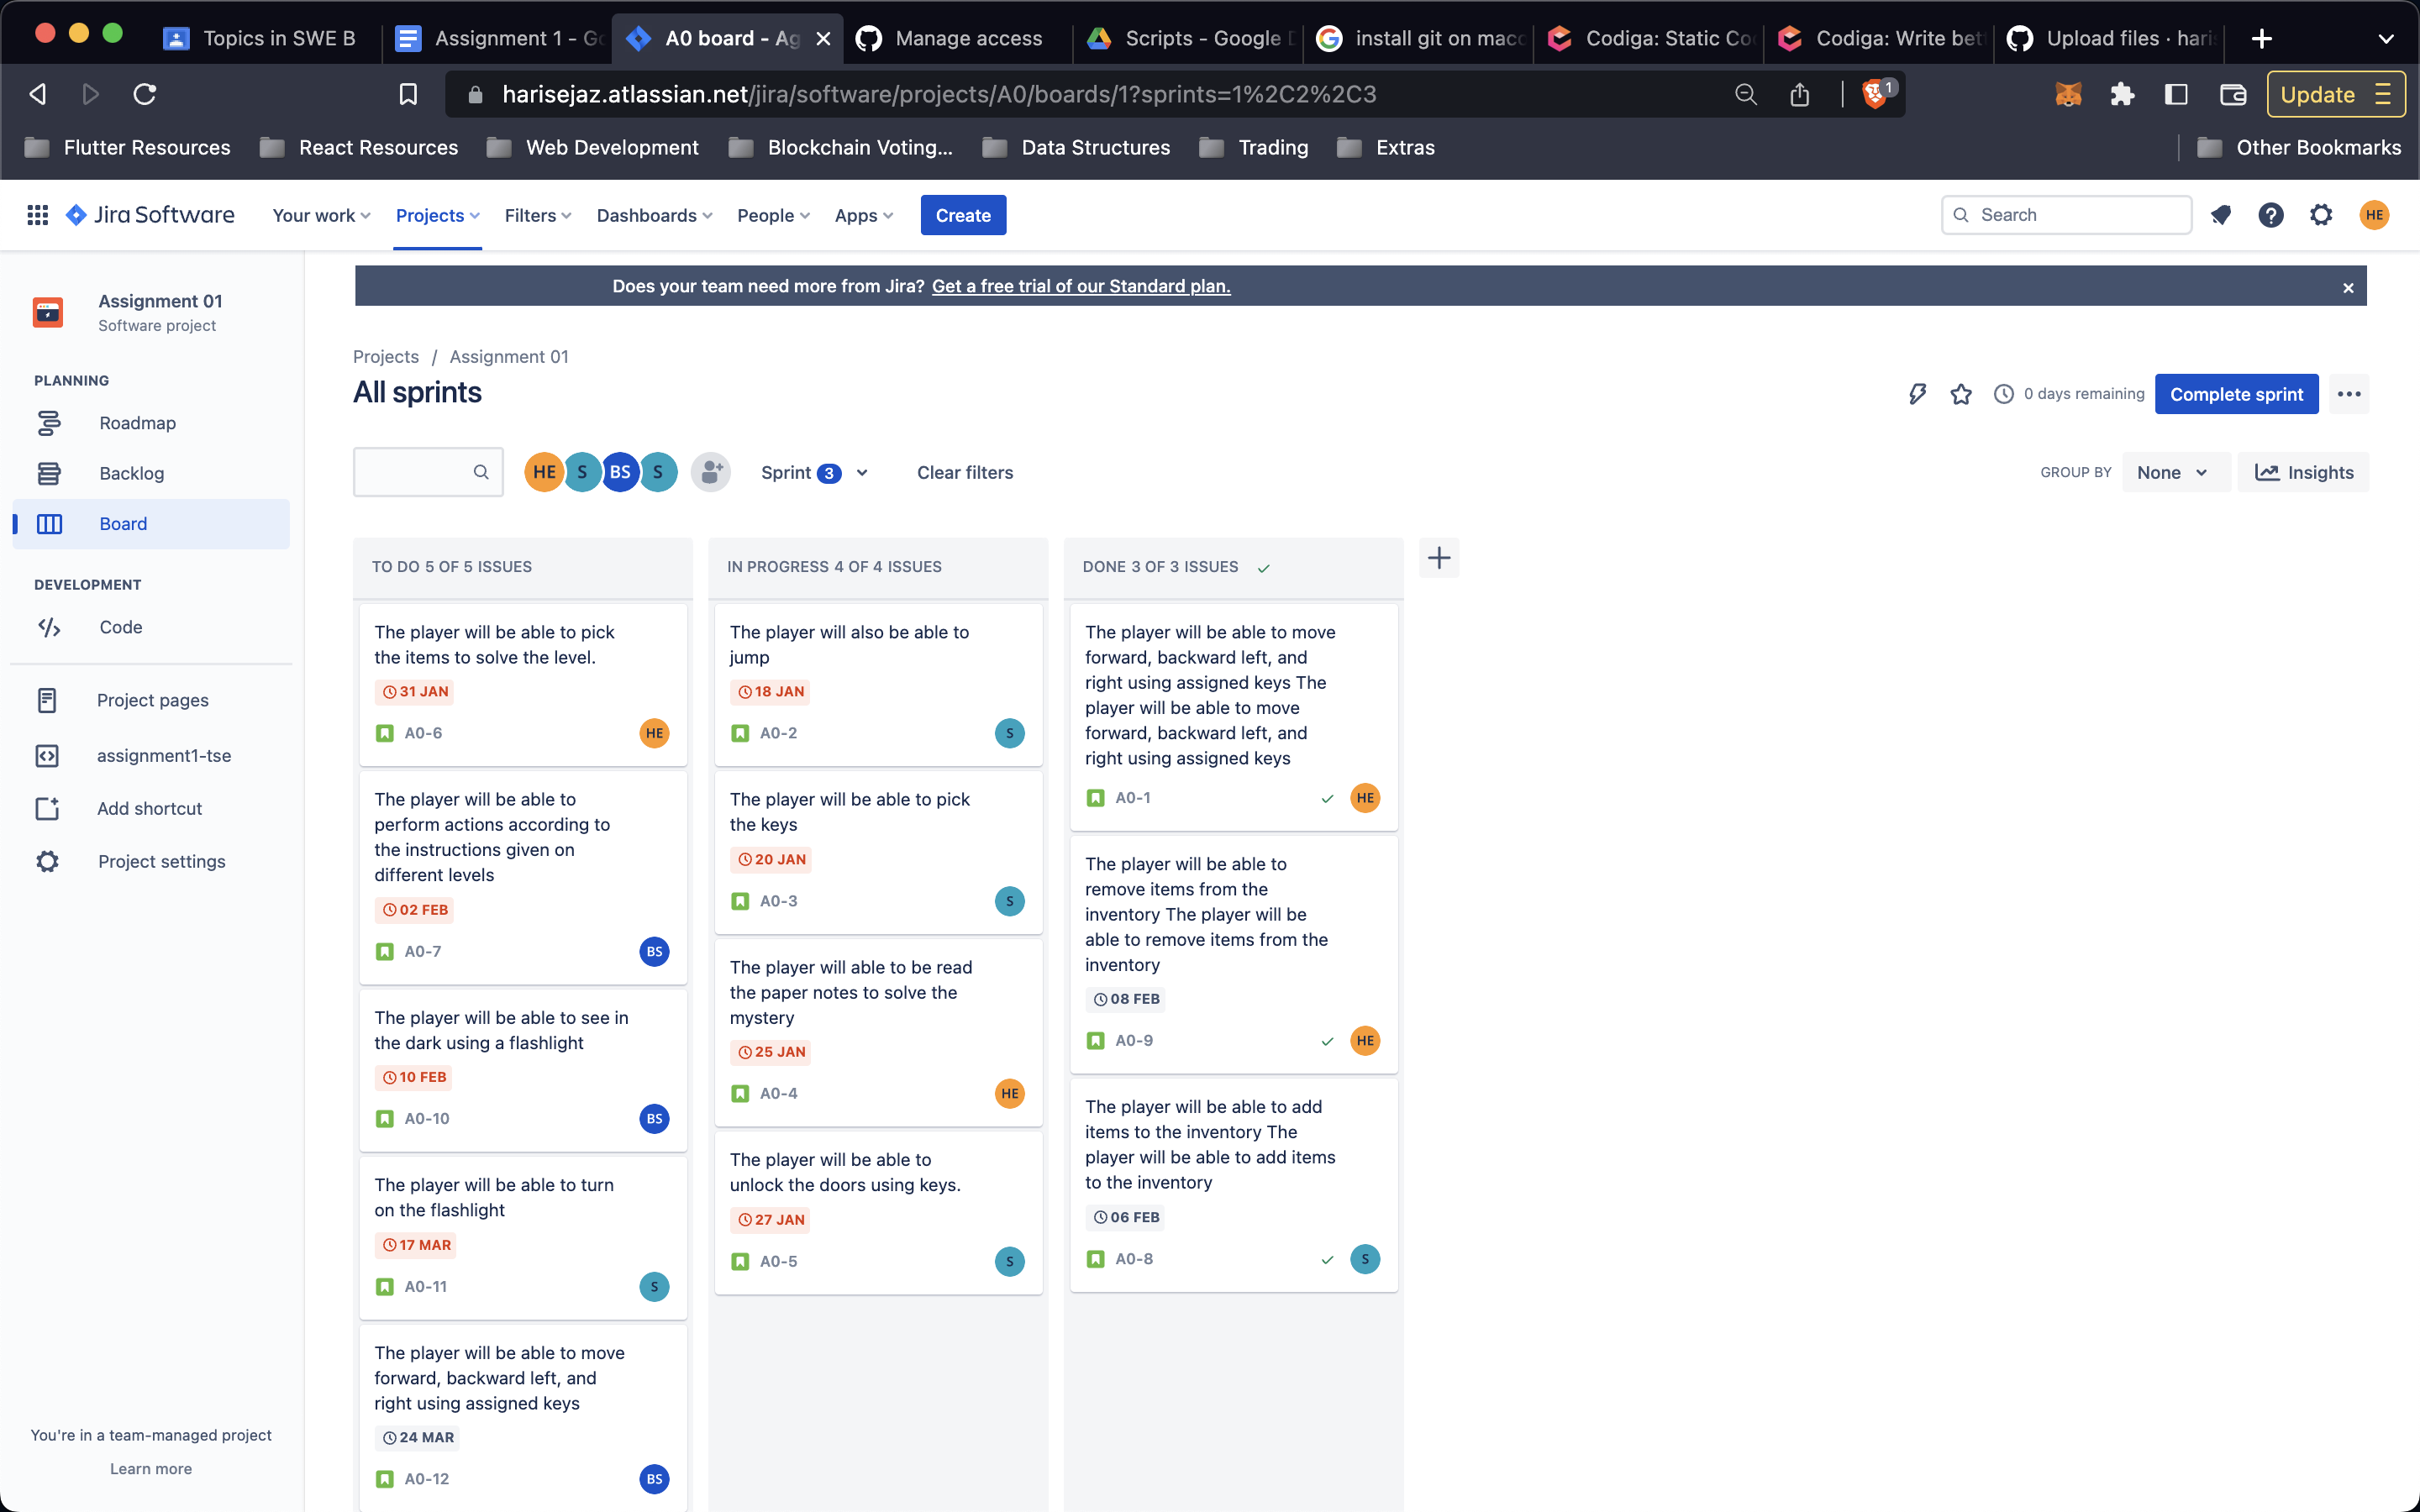 Topics in SWE B
Assignment 1 - Go
A0 board - Ag
Manage access
Scripts - Google D
install git on macc
Codiga: Static Co
Codiga: Write bet
Upload files · hari
harisejaz.atlassian.net/jira/software/projects/A0/boards/1?sprints=1%2C2%2C3
1
Update
Flutter Resources
React Resources
Web Development
Blockchain Voting...
Data Structures
Trading
Extras
Other Bookmarks
Jira Software
Your work
Projects
Filters
Dashboards
People
Apps
Create
Search
HE
Does your team need more from Jira? Get a free trial of our Standard plan.
Assignment 01
Software project
PLANNING
Roadmap
Backlog
Board
DEVELOPMENT
Code
Project pages
assignment1-tse
Add shortcut
Project settings
You're in a team-managed project
Learn more
Projects / Assignment 01
All sprints
0 days remaining
Complete sprint
HE
S
BS
S
Sprint 3
Clear filters
GROUP BY
None
Insights
TO DO 5 OF 5 ISSUES
The player will be able to pick
the items to solve the level.
31 JAN
A0-6
HE
The player will be able to
perform actions according to
the instructions given on
different levels
02 FEB
A0-7
BS
The player will be able to see in
the dark using a flashlight
10 FEB
A0-10
BS
The player will be able to turn
on the flashlight
17 MAR
A0-11
S
The player will be able to move
forward, backward left, and
right using assigned keys
24 MAR
A0-12
BS
IN PROGRESS 4 OF 4 ISSUES
The player will also be able to
jump
18 JAN
A0-2
S
The player will be able to pick
the keys
20 JAN
A0-3
S
The player will able to be read
the paper notes to solve the
mystery
25 JAN
A0-4
HE
The player will be able to
unlock the doors using keys.
27 JAN
A0-5
S
DONE 3 OF 3 ISSUES
The player will be able to move
forward, backward left, and
right using assigned keys The
player will be able to move
forward, backward left, and
right using assigned keys
A0-1
HE
The player will be able to
remove items from the
inventory The player will be
able to remove items from the
inventory
08 FEB
A0-9
HE
The player will be able to add
items to the inventory The
player will be able to add items
to the inventory
06 FEB
A0-8
S